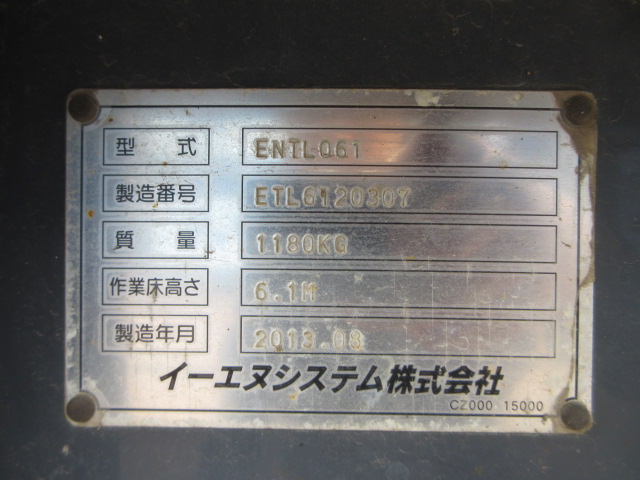 型式 ENTL061
製造番号 ETL6120307
質量 1180KG
作業床高さ 6.1M
製造年月 2013.08
イーエヌシステム株式会社
CZ000 15000